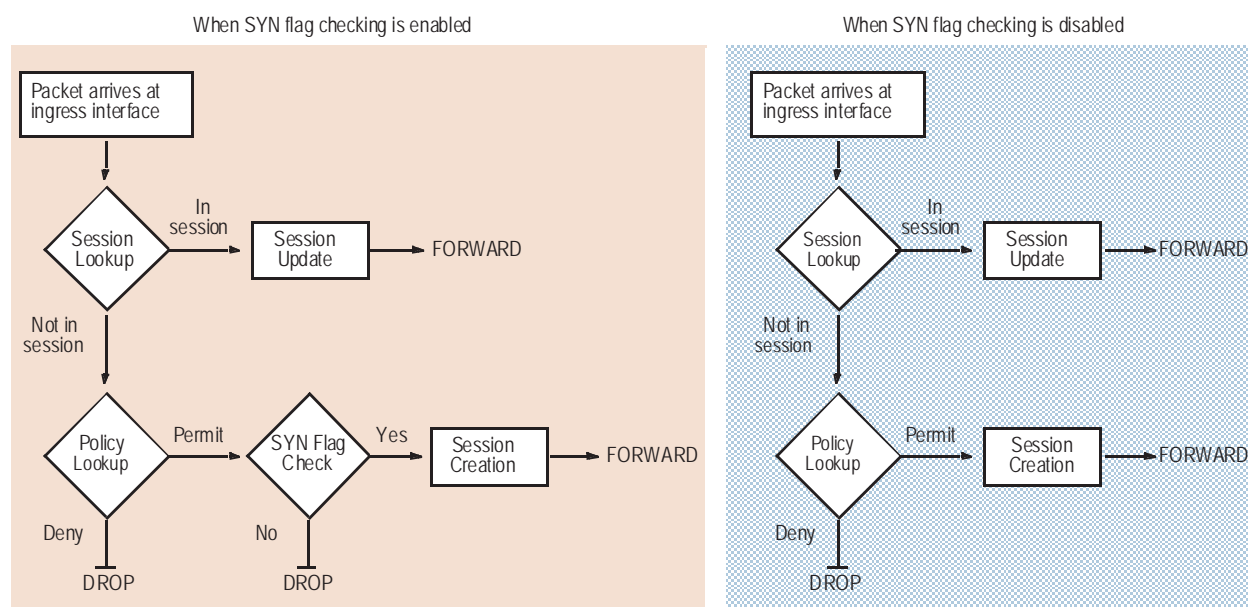 When SYN flag checking is enabled
Packet arrives at
ingress interface
Session
Lookup
In
session
Session
Update
FORWARD
Not in
session
Policy
Lookup
Permit
SYN Flag
Check
Yes
Session
Creation
FORWARD
Deny
No
DROP
DROP
When SYN flag checking is disabled
Packet arrives at
ingress interface
Session
Lookup
In
session
Session
Update
FORWARD
Not in
session
Policy
Lookup
Permit
Session
Creation
FORWARD
Deny
DROP